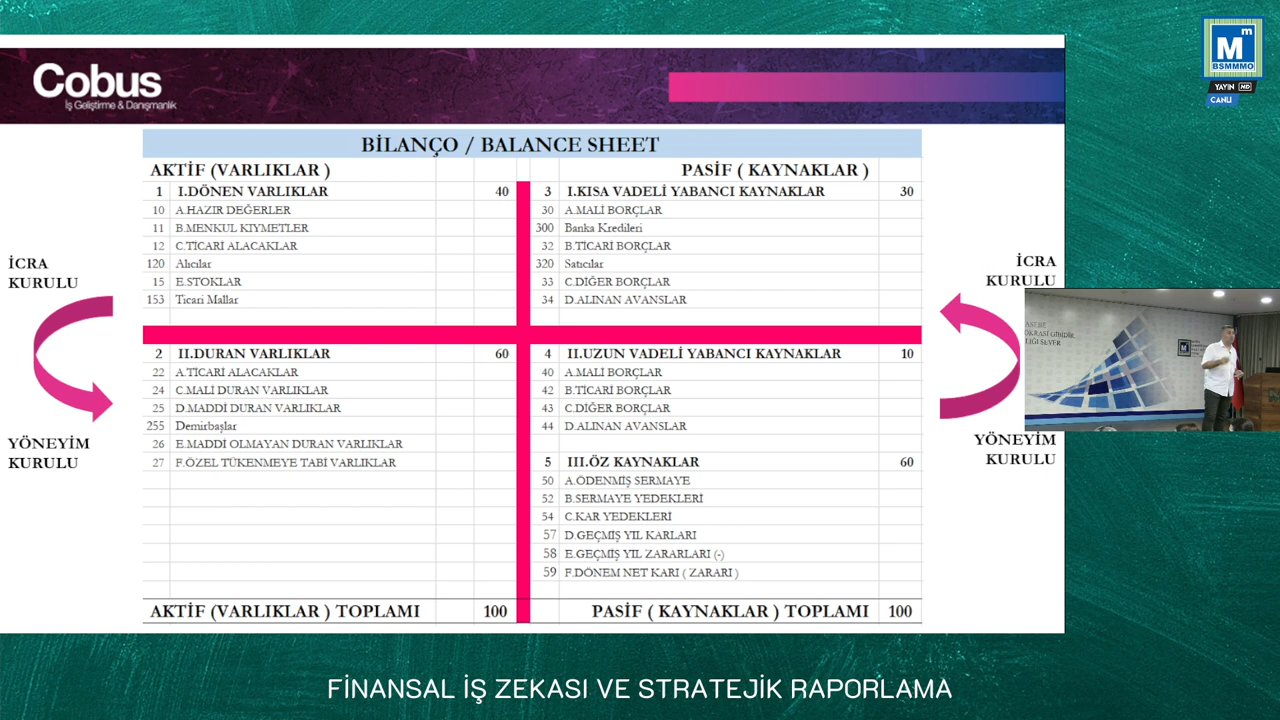 Cobus
İş Geliştirme & Danışmanlık
Mm
BSMMMO
YAYIN HD
CANLI
BİLANÇO / BALANCE SHEET
AKTİF (VARLIKLAR ) PASİF ( KAYNAKLAR )
1 I.DÖNEN VARLIKLAR 40 3 I.KISA VADELİ YABANCI KAYNAKLAR 30
10 A.HAZIR DEĞERLER 30 A.MALİ BORÇLAR
11 B.MENKUL KIYMETLER 300 Banka Kredileri
12 C.TİCARİ ALACAKLAR 32 B.TİCARİ BORÇLAR
120 Alıcılar 320 Satıcılar
15 E.STOKLAR 33 C.DİĞER BORÇLAR
153 Ticari Mallar 34 D.ALINAN AVANSLAR
2 II.DURAN VARLIKLAR 60 4 II.UZUN VADELİ YABANCI KAYNAKLAR 10
22 A.TİCARİ ALACAKLAR 40 A.MALİ BORÇLAR
24 C.MALİ DURAN VARLIKLAR 42 B.TİCARİ BORÇLAR
25 D.MADDİ DURAN VARLIKLAR 43 C.DİĞER BORÇLAR
255 Demirbaşlar 44 D.ALINAN AVANSLAR
26 E.MADDİ OLMAYAN DURAN VARLIKLAR
27 F.ÖZEL TÜKENMEYE TABİ VARLIKLAR 5 III.ÖZ KAYNAKLAR 60
50 A.ÖDENMİŞ SERMAYE
52 B.SERMAYE YEDEKLERİ
54 C.KAR YEDEKLERİ
57 D.GEÇMİŞ YIL KARLARI
58 E.GEÇMİŞ YIL ZARARLARI (-)
59 F.DÖNEM NET KARI ( ZARARI )
AKTİF (VARLIKLAR ) TOPLAMI 100 PASİF ( KAYNAKLAR ) TOPLAMI 100
İCRA
KURULU
YÖNEYİM
KURULU
İCRA
KURULU
YÖNEYİM
KURULU
FİNANSAL İŞ ZEKASI VE STRATEJİK RAPORLAMA